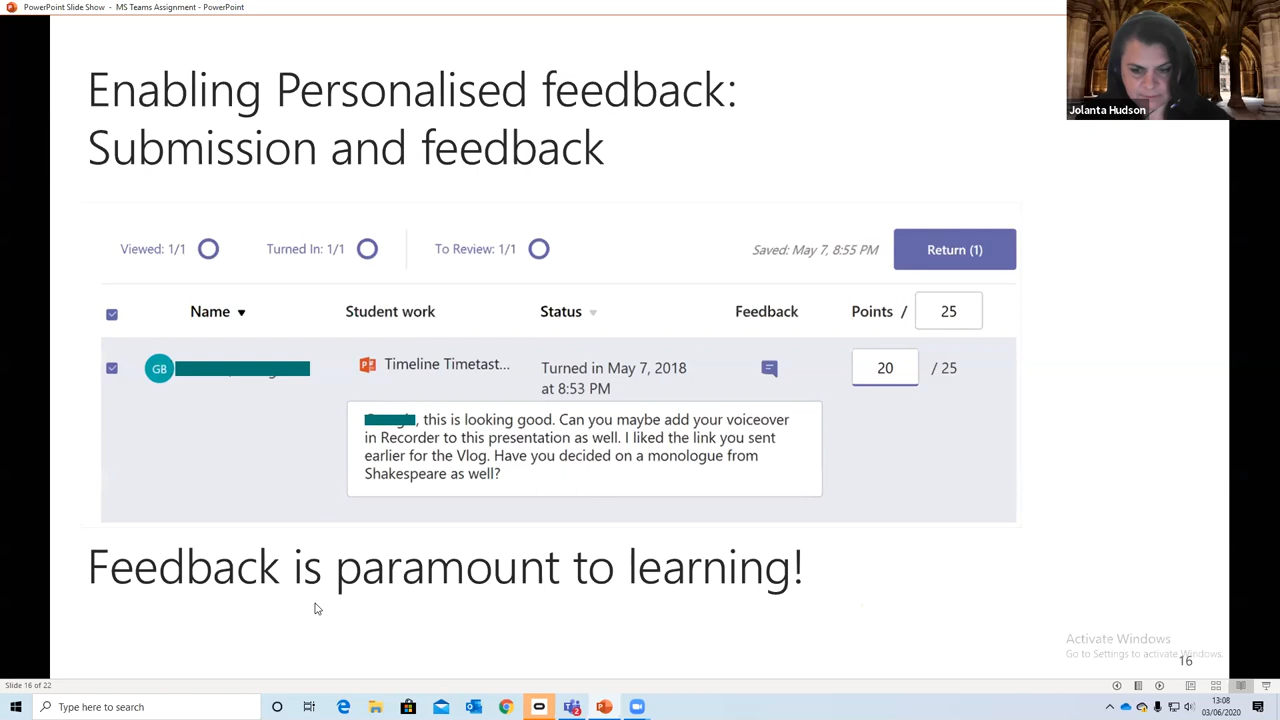 PowerPoint Slide Show - MS Teams Assignment - PowerPoint
Jolanta Hudson
Enabling Personalised feedback:
Submission and feedback
Viewed: 1/1
Turned In: 1/1
To Review: 1/1
Saved: May 7, 8:55 PM
Return (1)
Name
Student work
Status
Feedback
Points /
25
GB
Timeline Timetast...
Turned in May 7, 2018
at 8:53 PM
20
/ 25
, this is looking good. Can you maybe add your voiceover
in Recorder to this presentation as well. I liked the link you sent
earlier for the Vlog. Have you decided on a monologue from
Shakespeare as well?
Feedback is paramount to learning!
Activate Windows
Go to Settings to activate Windows.
16
Slide 16 of 22
Type here to search
2
13:08
03/06/2020